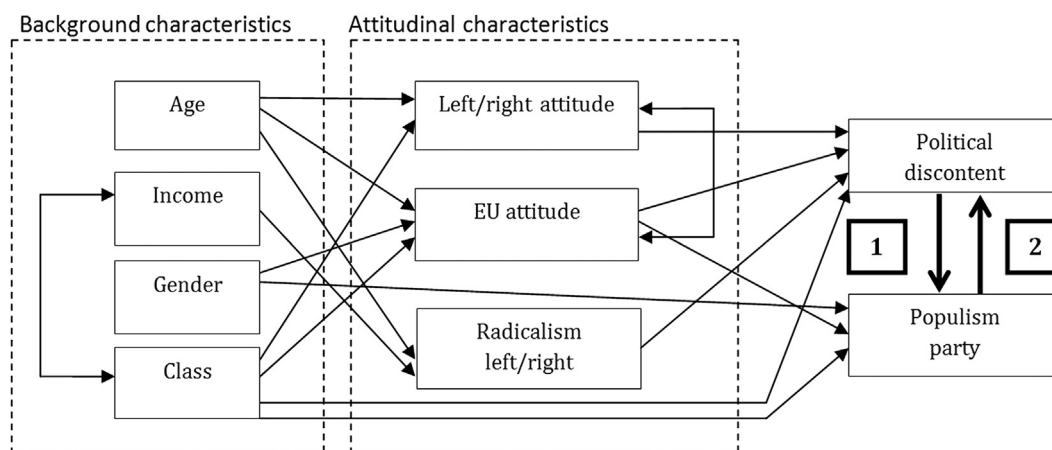 Background characteristics
Attitudinal characteristics
Age
Income
Gender
Class
Left/right attitude
EU attitude
Radicalism
left/right
Political
discontent
1
2
Populism
party